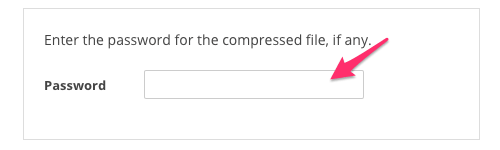 Enter the password for the compressed file, if any.
Password